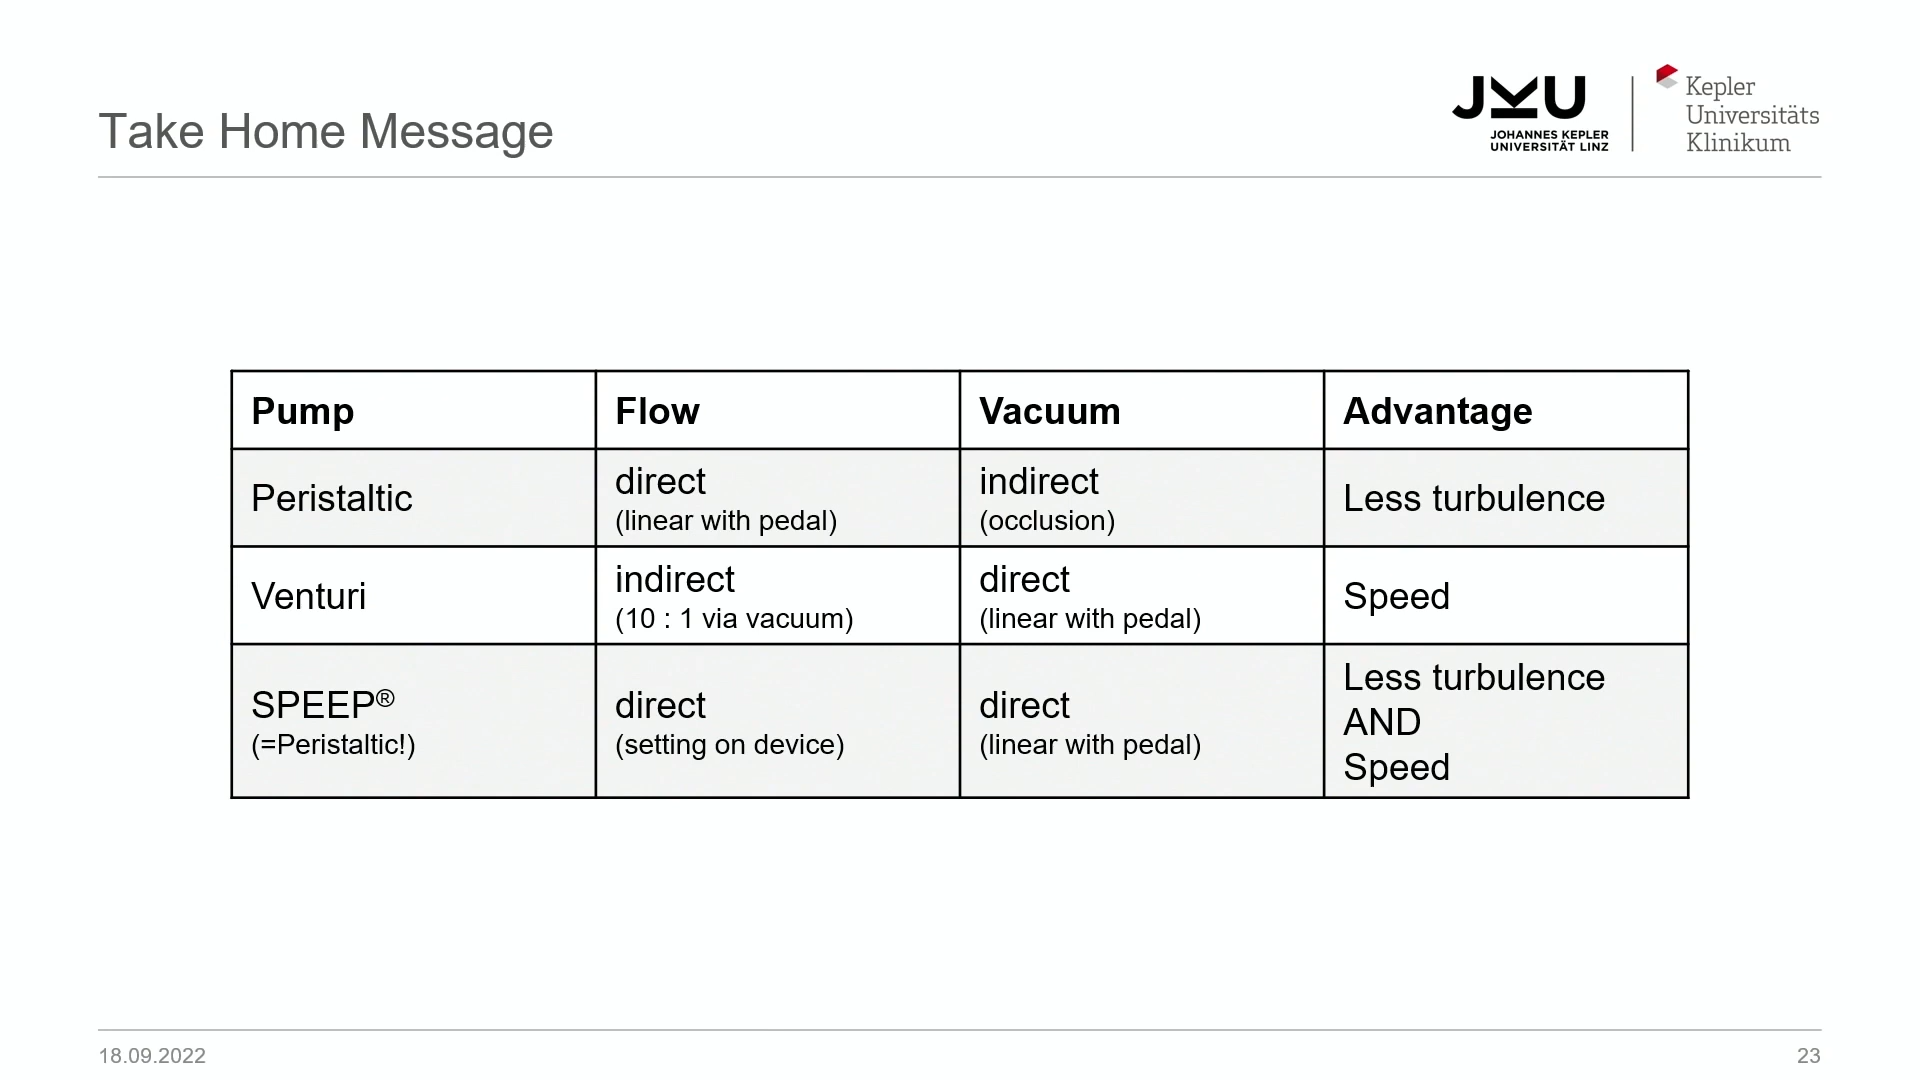 Take Home Message
JKU
JOHANNES KEPLER
UNIVERSITÄT LINZ
Kepler
Universitäts
Klinikum
Pump Flow Vacuum Advantage
Peristaltic
direct
(linear with pedal)
indirect
(occlusion)
Less turbulence
Venturi
indirect
(10 : 1 via vacuum)
direct
(linear with pedal)
Speed
SPEEP®
(=Peristaltic!)
direct
(setting on device)
direct
(linear with pedal)
Less turbulence
AND
Speed
18.09.2022
23